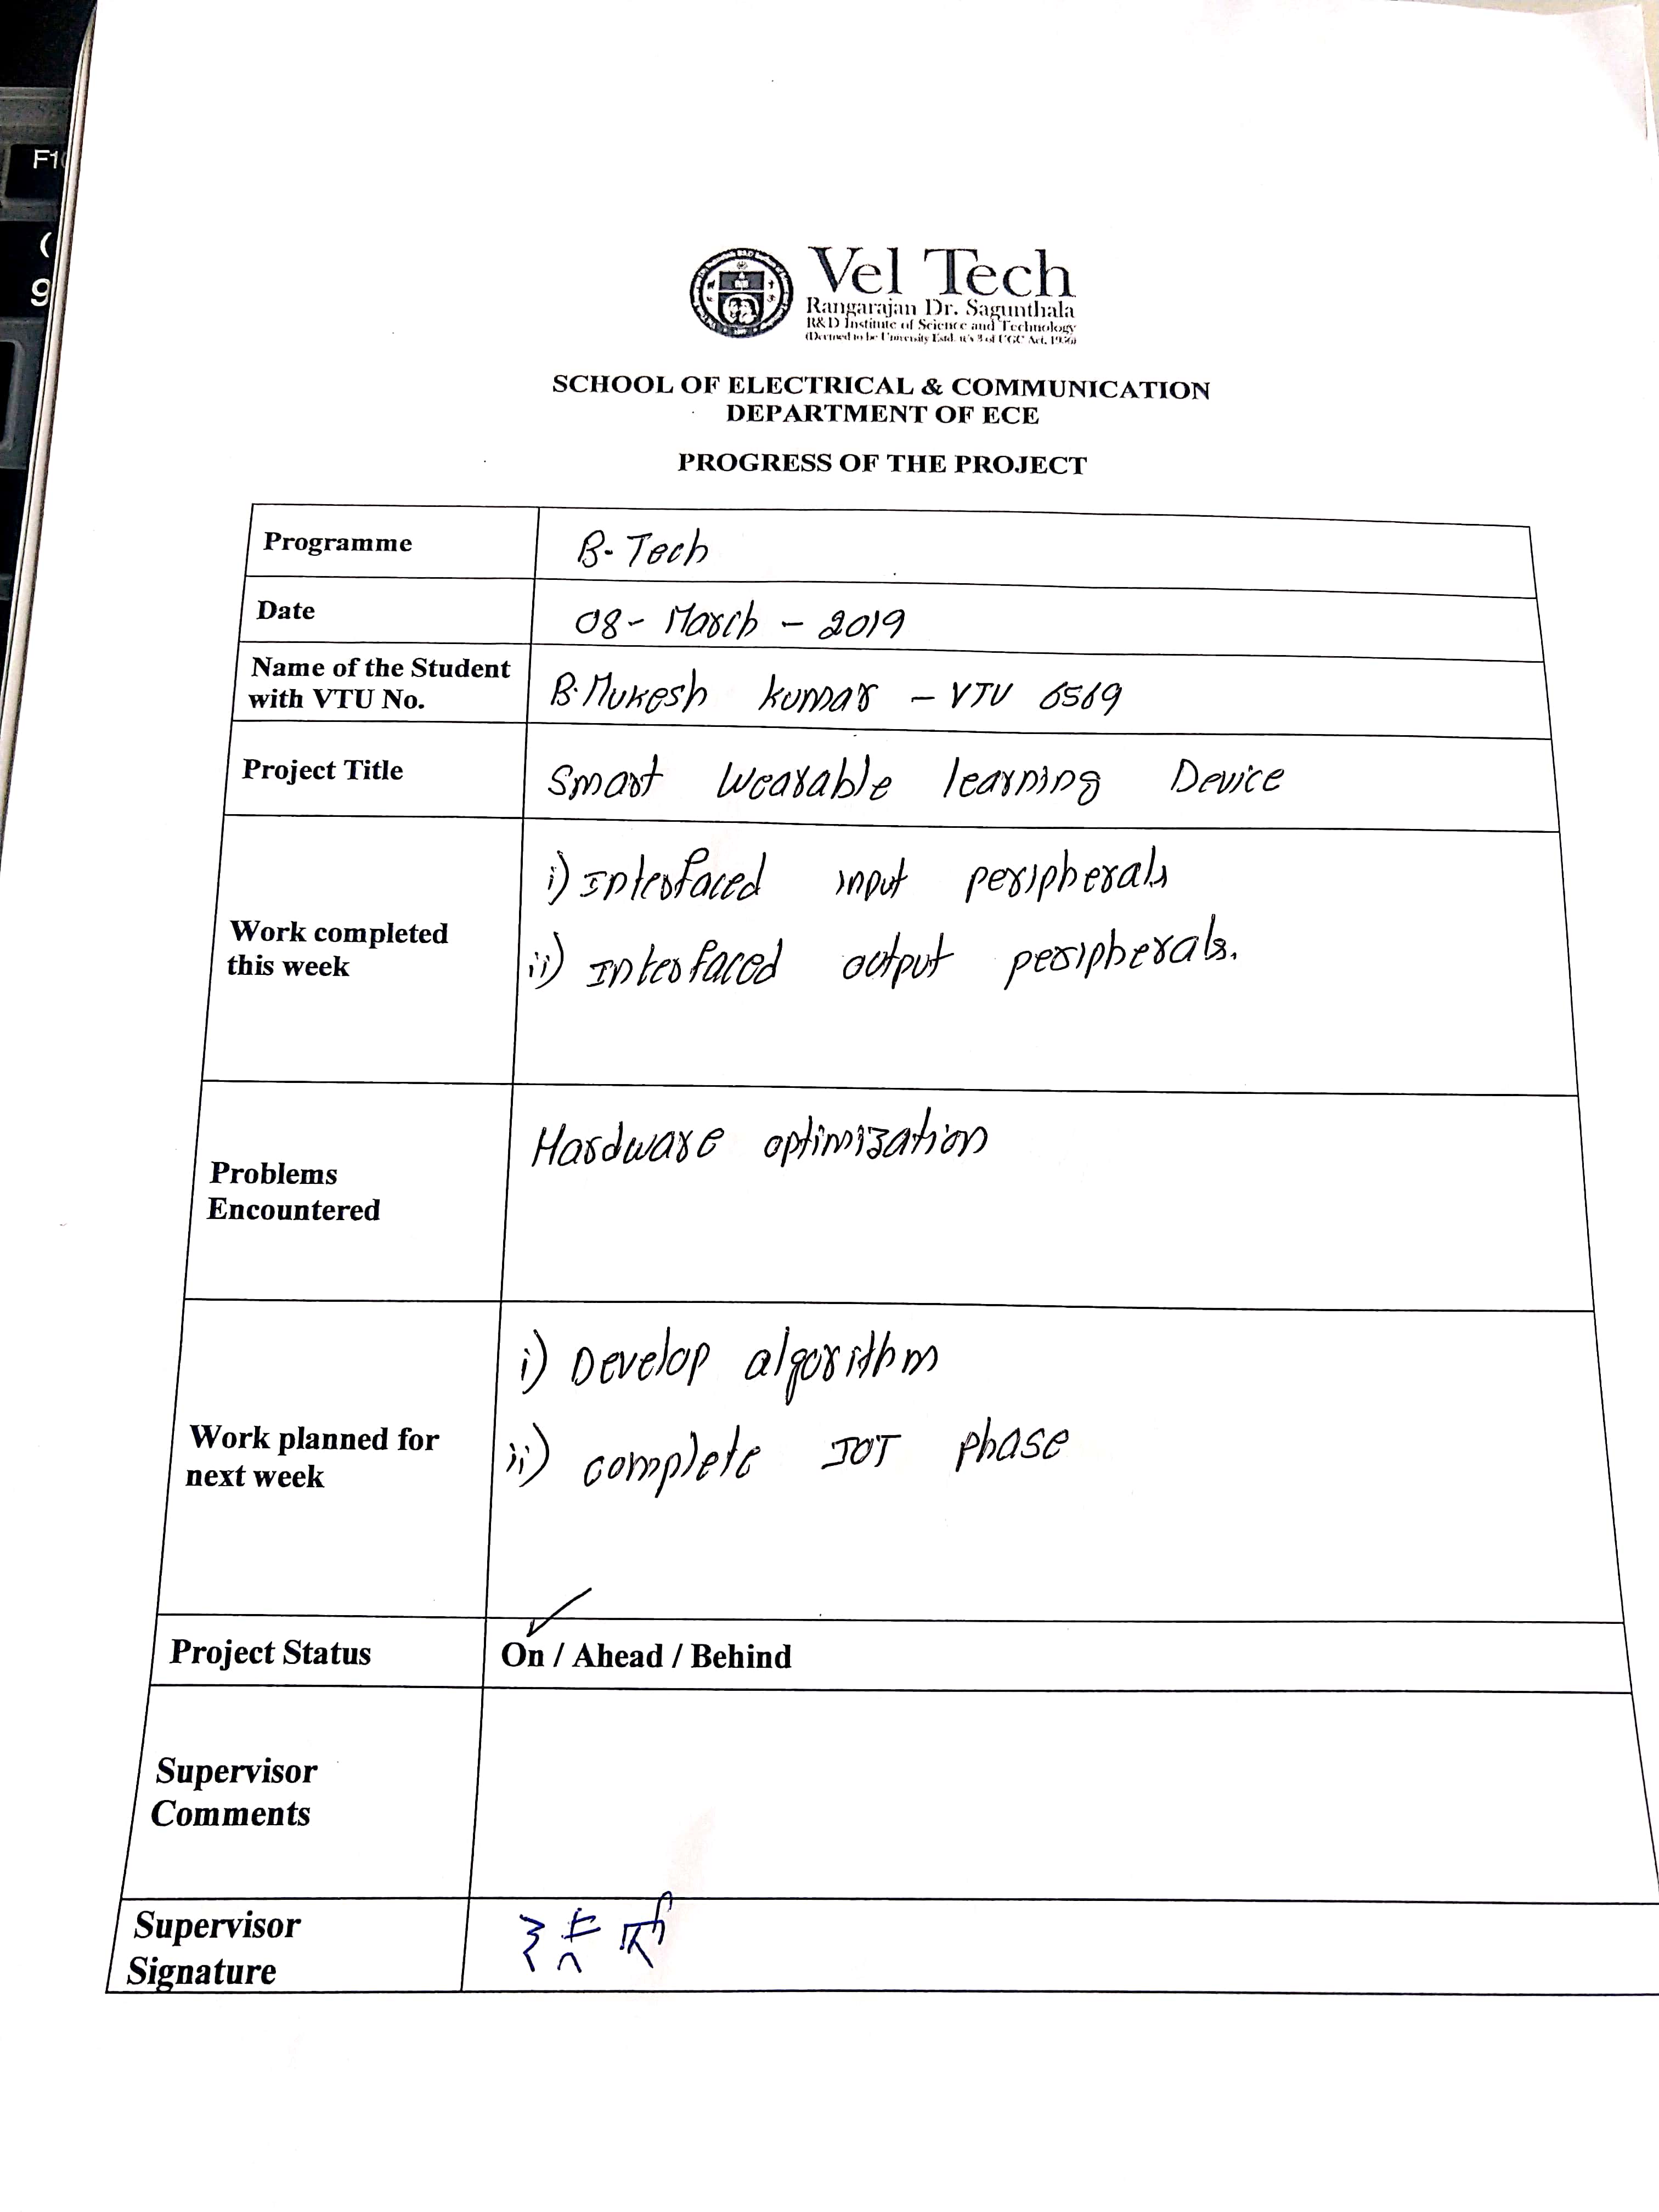 F1
(
9
Vel Tech
Rangarajan Dr. Sagunthala
R&D Institute of Science and Technology
(Deemed to be University Estd. u/s 3 of UGC Act, 1956)
SCHOOL OF ELECTRICAL & COMMUNICATION
DEPARTMENT OF ECE
PROGRESS OF THE PROJECT
Programme
B-Tech
Date
08- March - 2019
Name of the Student
with VTU No.
B.Mukesh kumar - VTU 6569
Project Title
Smart Wearable learning Device
Work completed
this week
i) Interfaced input peripherals
ii) Interfaced output peripherals.
Problems
Encountered
Hardware optimization
Work planned for
next week
i) Develop algorithm
ii) complete IOT phase
Project Status
On / Ahead / Behind
Supervisor
Comments
Supervisor
Signature